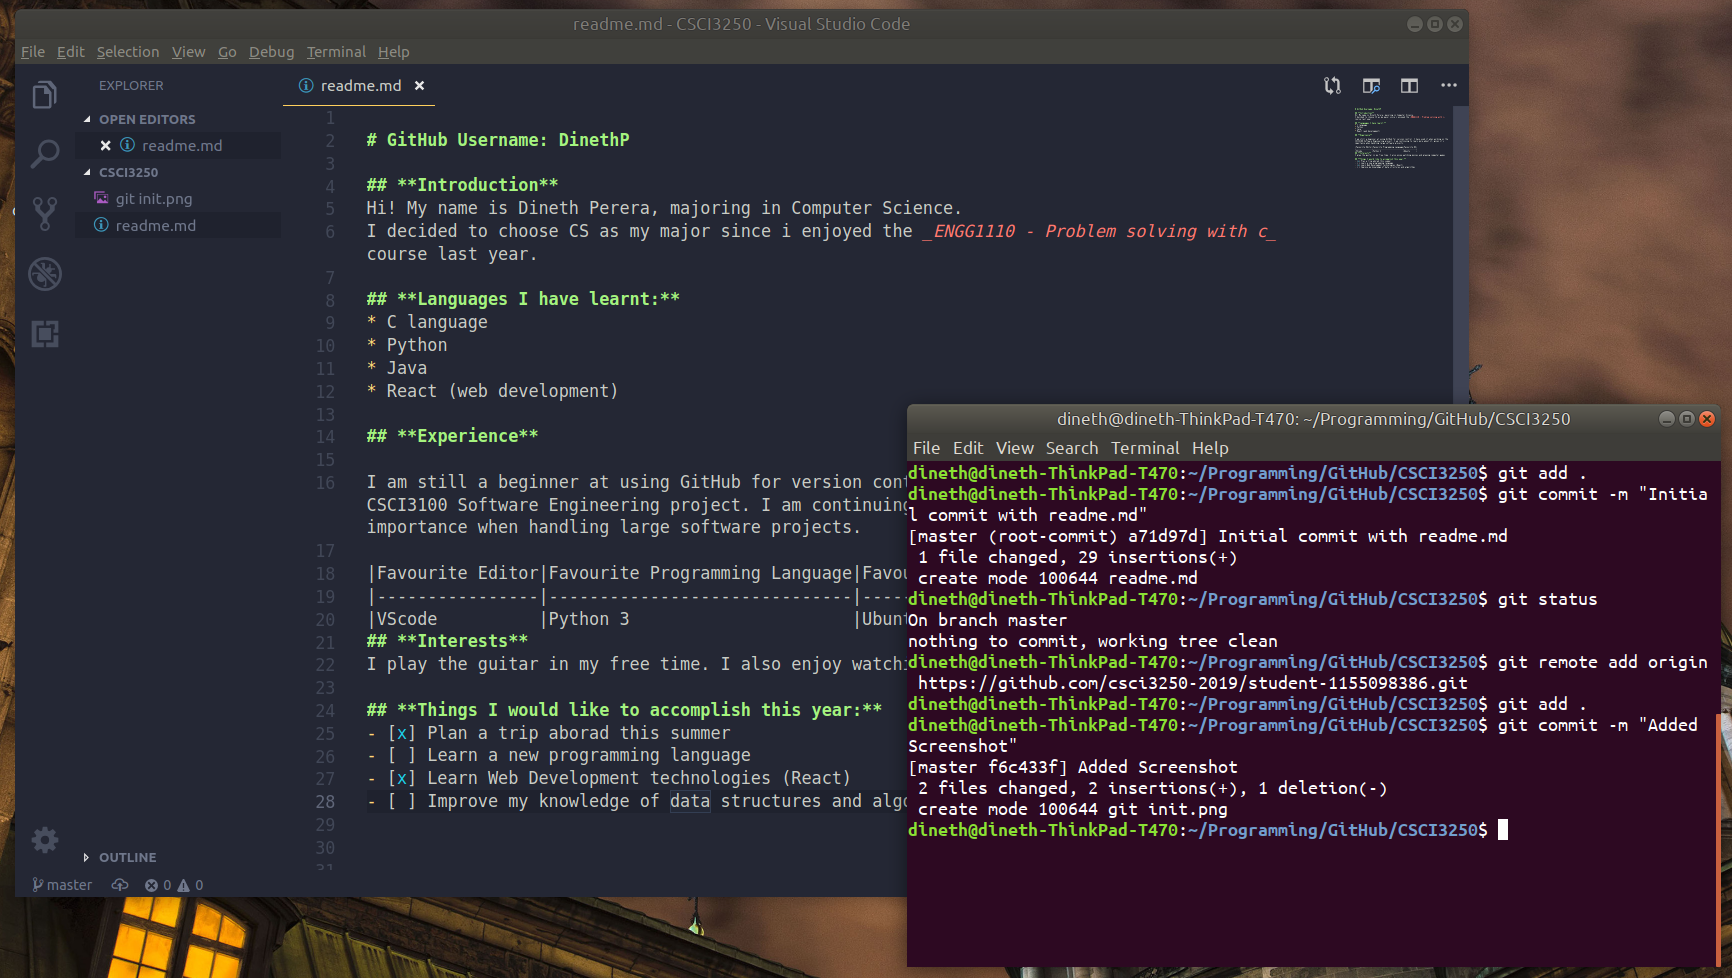 readme.md - CSCI3250 - Visual Studio Code
File Edit Selection View Go Debug Terminal Help
EXPLORER
OPEN EDITORS
readme.md
CSCI3250
git init.png
readme.md
OUTLINE
master 0 0
readme.md
1
2 # GitHub Username: DinethP
3
4 ## **Introduction**
5 Hi! My name is Dineth Perera, majoring in Computer Science.
6 I decided to choose CS as my major since i enjoyed the _ENGG1110 - Problem solving with c_
course last year.
7
8 ## **Languages I have learnt:**
9 * C language
10 * Python
11 * Java
12 * React (web development)
13
14 ## **Experience**
15
16 I am still a beginner at using GitHub for version cont
CSCI3100 Software Engineering project. I am continuing
importance when handling large software projects.
17
18 |Favourite Editor|Favourite Programming Language|Favou
19 |----------------|------------------------------|----
20 |VScode |Python 3 |Ubunt
21 ## **Interests**
22 I play the guitar in my free time. I also enjoy watchi
23
24 ## **Things I would like to accomplish this year:**
25 - [x] Plan a trip aborad this summer
26 - [ ] Learn a new programming language
27 - [x] Learn Web Development technologies (React)
28 - [ ] Improve my knowledge of data structures and algo
29
30
31
dineth@dineth-ThinkPad-T470: ~/Programming/GitHub/CSCI3250
File Edit View Search Terminal Help
dineth@dineth-ThinkPad-T470:~/Programming/GitHub/CSCI3250$ git add .
dineth@dineth-ThinkPad-T470:~/Programming/GitHub/CSCI3250$ git commit -m "Initia
l commit with readme.md"
[master (root-commit) a71d97d] Initial commit with readme.md
1 file changed, 29 insertions(+)
create mode 100644 readme.md
dineth@dineth-ThinkPad-T470:~/Programming/GitHub/CSCI3250$ git status
On branch master
nothing to commit, working tree clean
dineth@dineth-ThinkPad-T470:~/Programming/GitHub/CSCI3250$ git remote add origin
https://github.com/csci3250-2019/student-1155098386.git
dineth@dineth-ThinkPad-T470:~/Programming/GitHub/CSCI3250$ git add .
dineth@dineth-ThinkPad-T470:~/Programming/GitHub/CSCI3250$ git commit -m "Added
Screenshot"
[master f6c433f] Added Screenshot
2 files changed, 2 insertions(+), 1 deletion(-)
create mode 100644 git init.png
dineth@dineth-ThinkPad-T470:~/Programming/GitHub/CSCI3250$